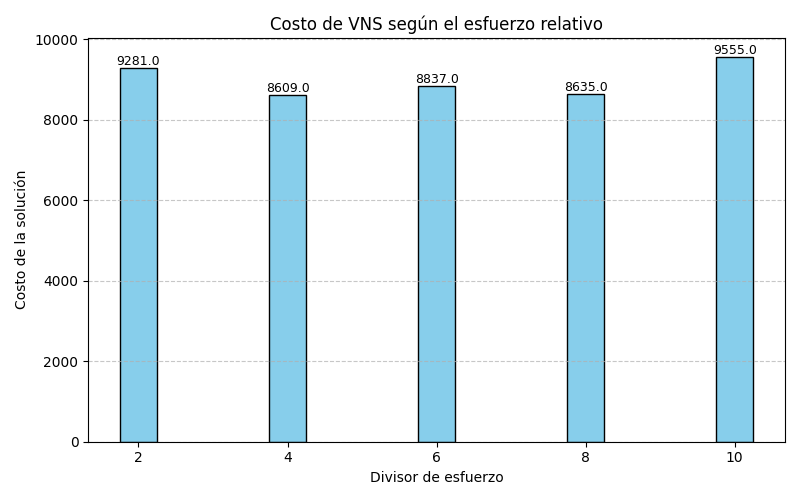 Costo de VNS según el esfuerzo relativo
Costo de la solución
10000
8000
6000
4000
2000
0
9281.0
8609.0
8837.0
8635.0
9555.0
2 4 6 8 10
Divisor de esfuerzo